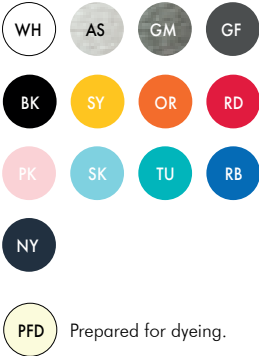 WH AS GM GF
BK SY OR RD
PK SK TU RB
NY
PFD Prepared for dyeing.